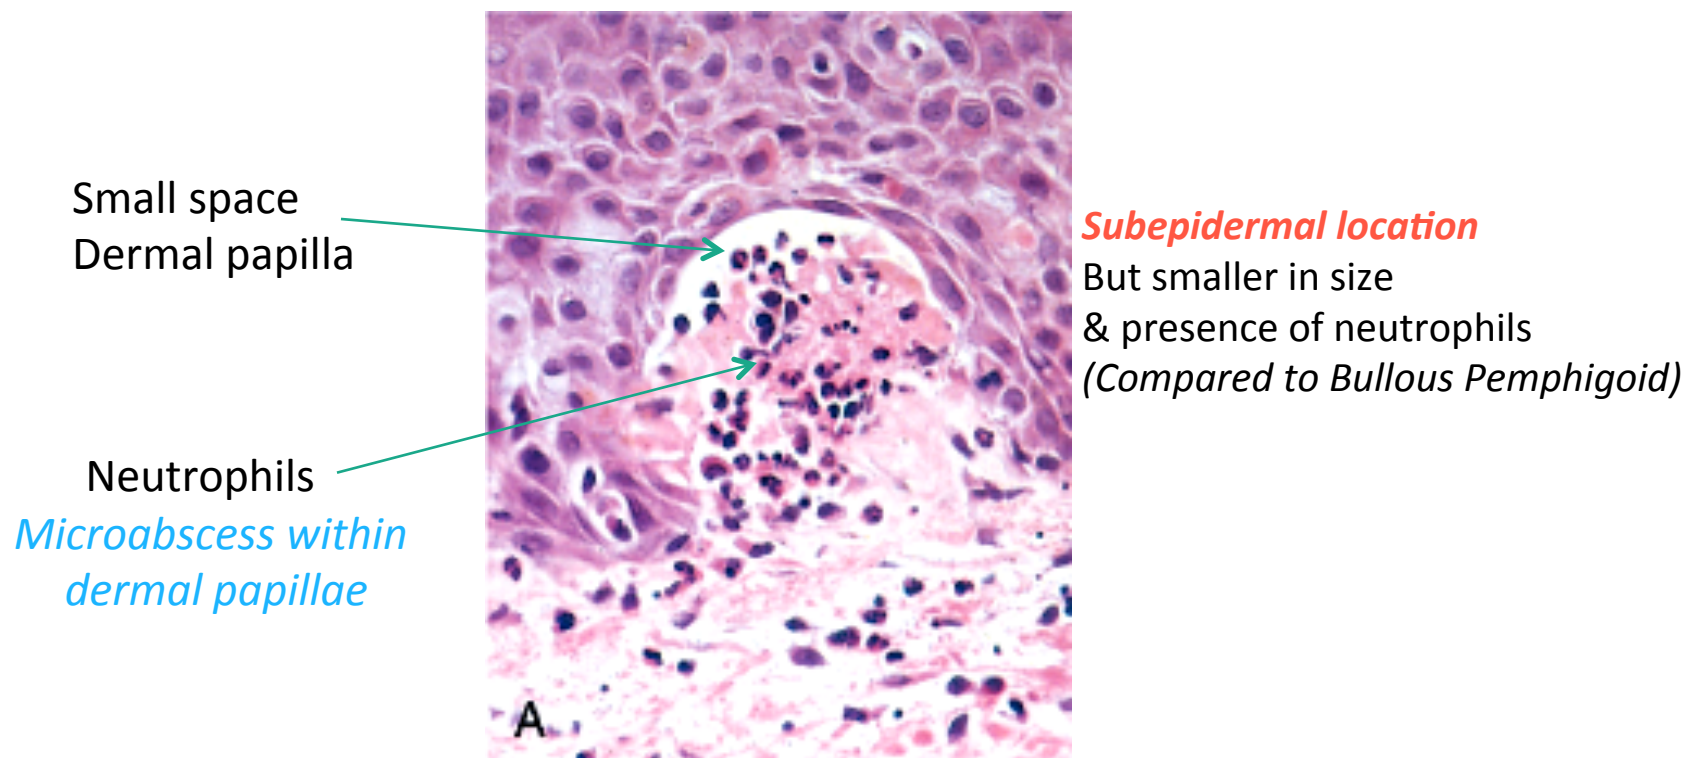 Small space
Dermal papilla
Neutrophils
Microabscess within
dermal papillae
Subepidermal location
But smaller in size
& presence of neutrophils
(Compared to Bullous Pemphigoid)
A